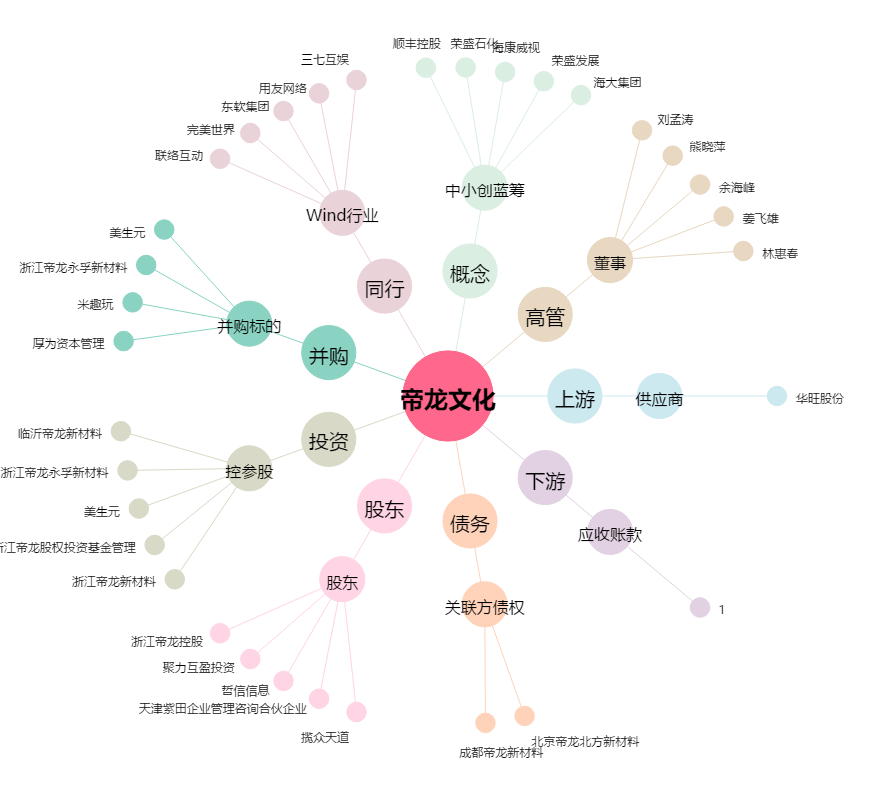 顺丰控股
荣盛石化
海康威视
荣盛发展
海大集团
三七互娱
用友网络
东软集团
完美世界
联络互动
Wind行业
同行
中小创蓝筹
概念
刘孟涛
熊晓萍
余海峰
姜飞雄
林惠春
董事
高管
美生元
浙江帝龙永孚新材料
米趣玩
厚为资本管理
并购标的
并购
帝龙文化
上游
供应商
华旺股份
临沂帝龙新材料
浙江帝龙永孚新材料
美生元
浙江帝龙股权投资基金管理
浙江帝龙新材料
控参股
投资
下游
应收账款
1
股东
股东
浙江帝龙控股
聚力互盈投资
哲信信息
天津紫田企业管理咨询合伙企业
揽众天道
债务
关联方债权
成都帝龙新材料
北京帝龙北方新材料